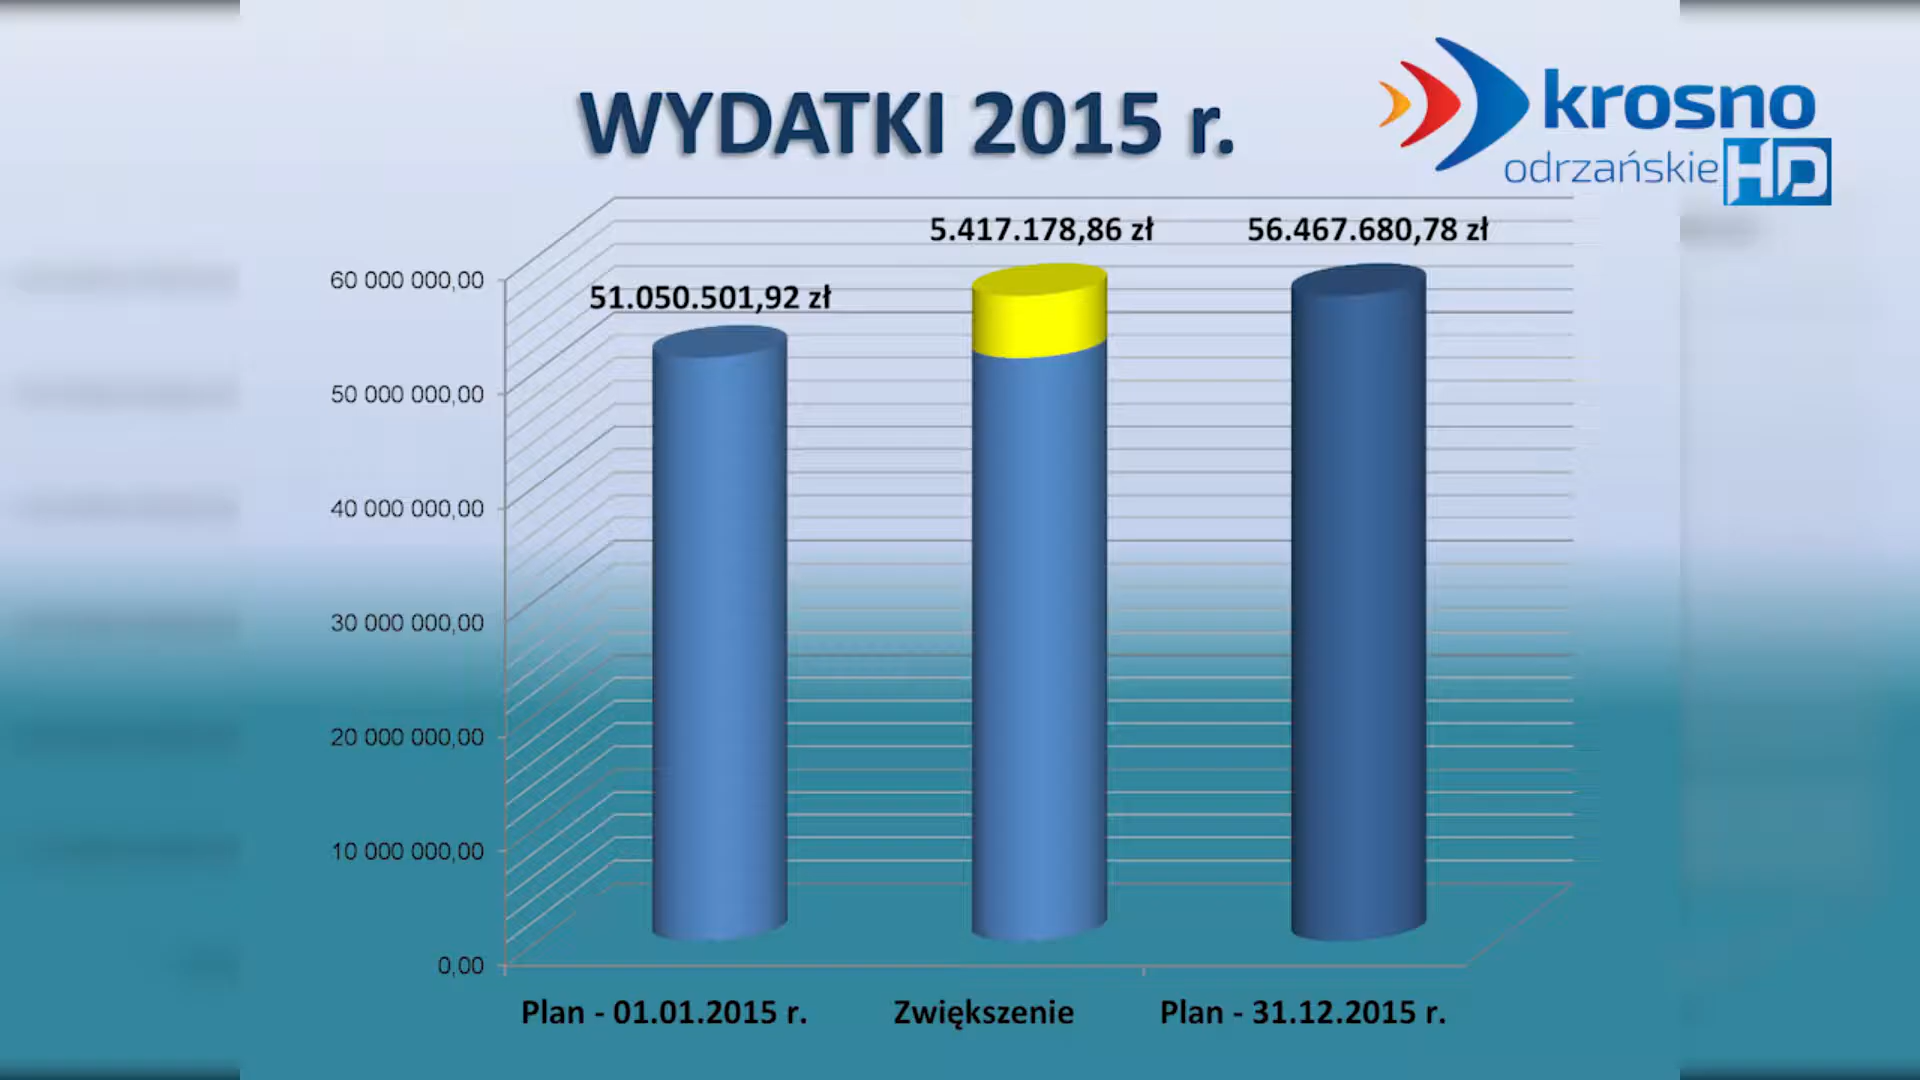 WYDATKI 2015 r.
krosno
odrzańskie HD
5.417.178,86 zł
56.467.680,78 zł
51.050.501,92 zł
60 000 000,00
50 000 000,00
40 000 000,00
30 000 000,00
20 000 000,00
10 000 000,00
0,00
Plan - 01.01.2015 r.
Zwiększenie
Plan - 31.12.2015 r.